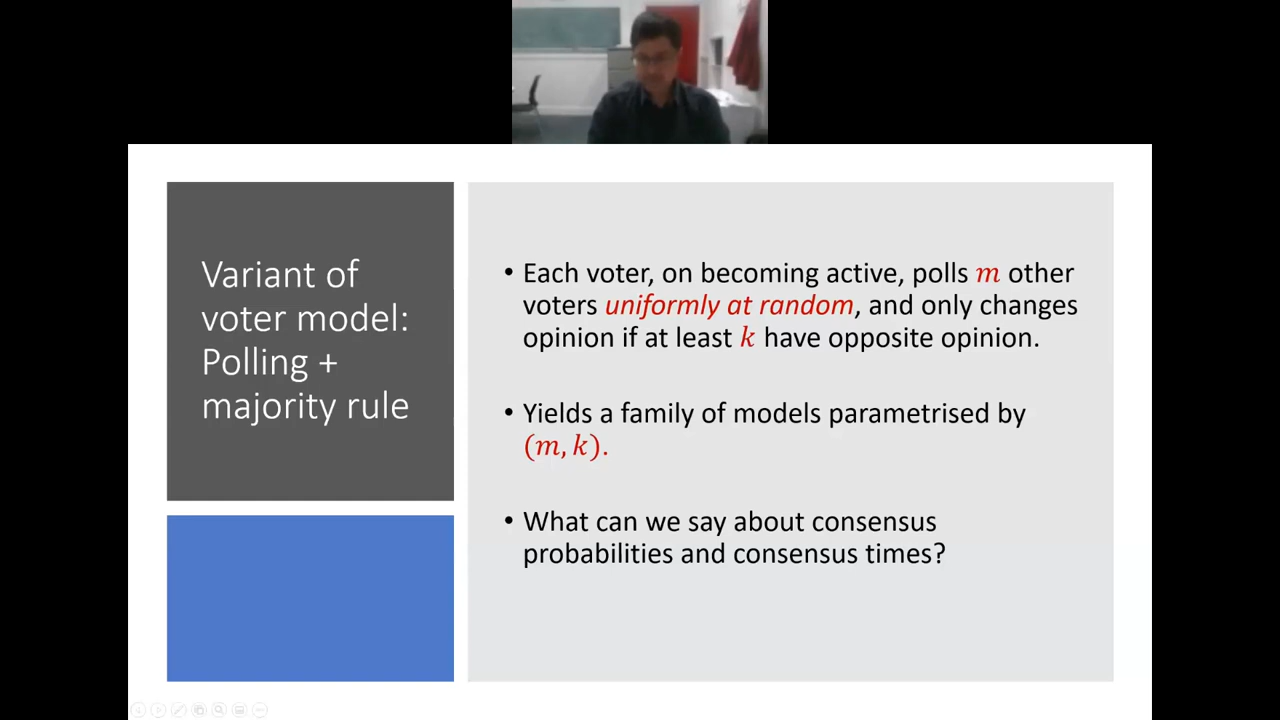 Variant of
voter model:
Polling +
majority rule
• Each voter, on becoming active, polls m other
voters uniformly at random, and only changes
opinion if at least k have opposite opinion.
• Yields a family of models parametrised by
(m, k).
• What can we say about consensus
probabilities and consensus times?